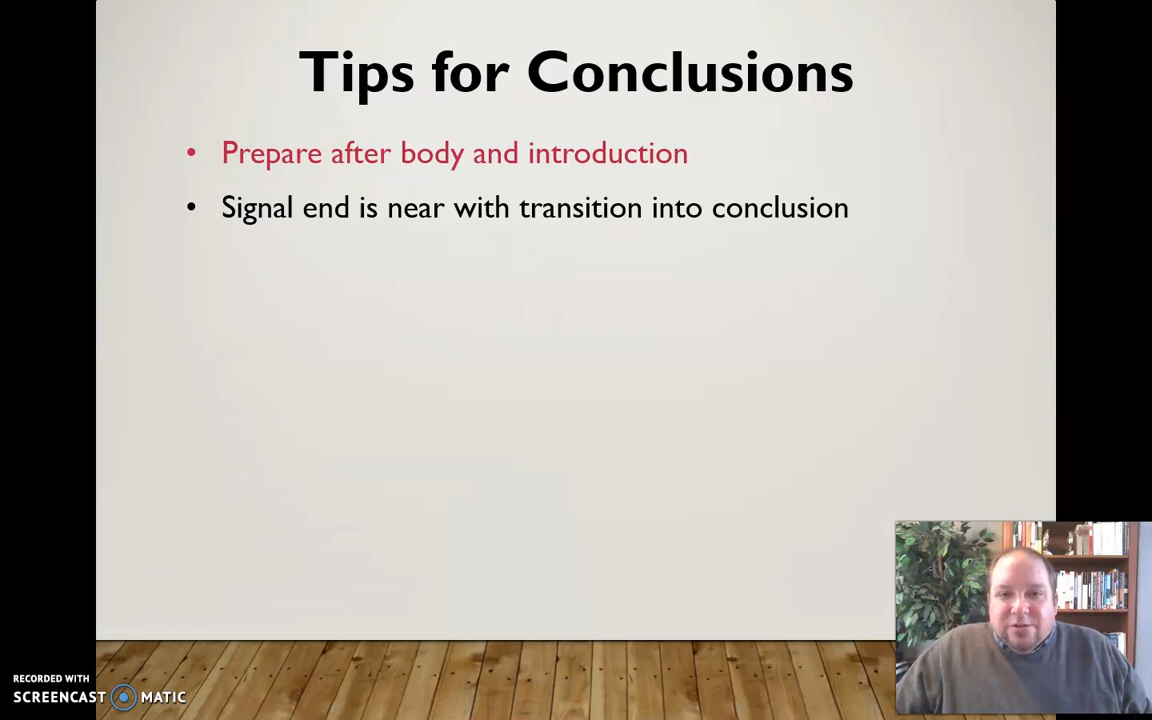 Tips for Conclusions
• Prepare after body and introduction
• Signal end is near with transition into conclusion
RECORDED WITH
SCREENCAST MATIC